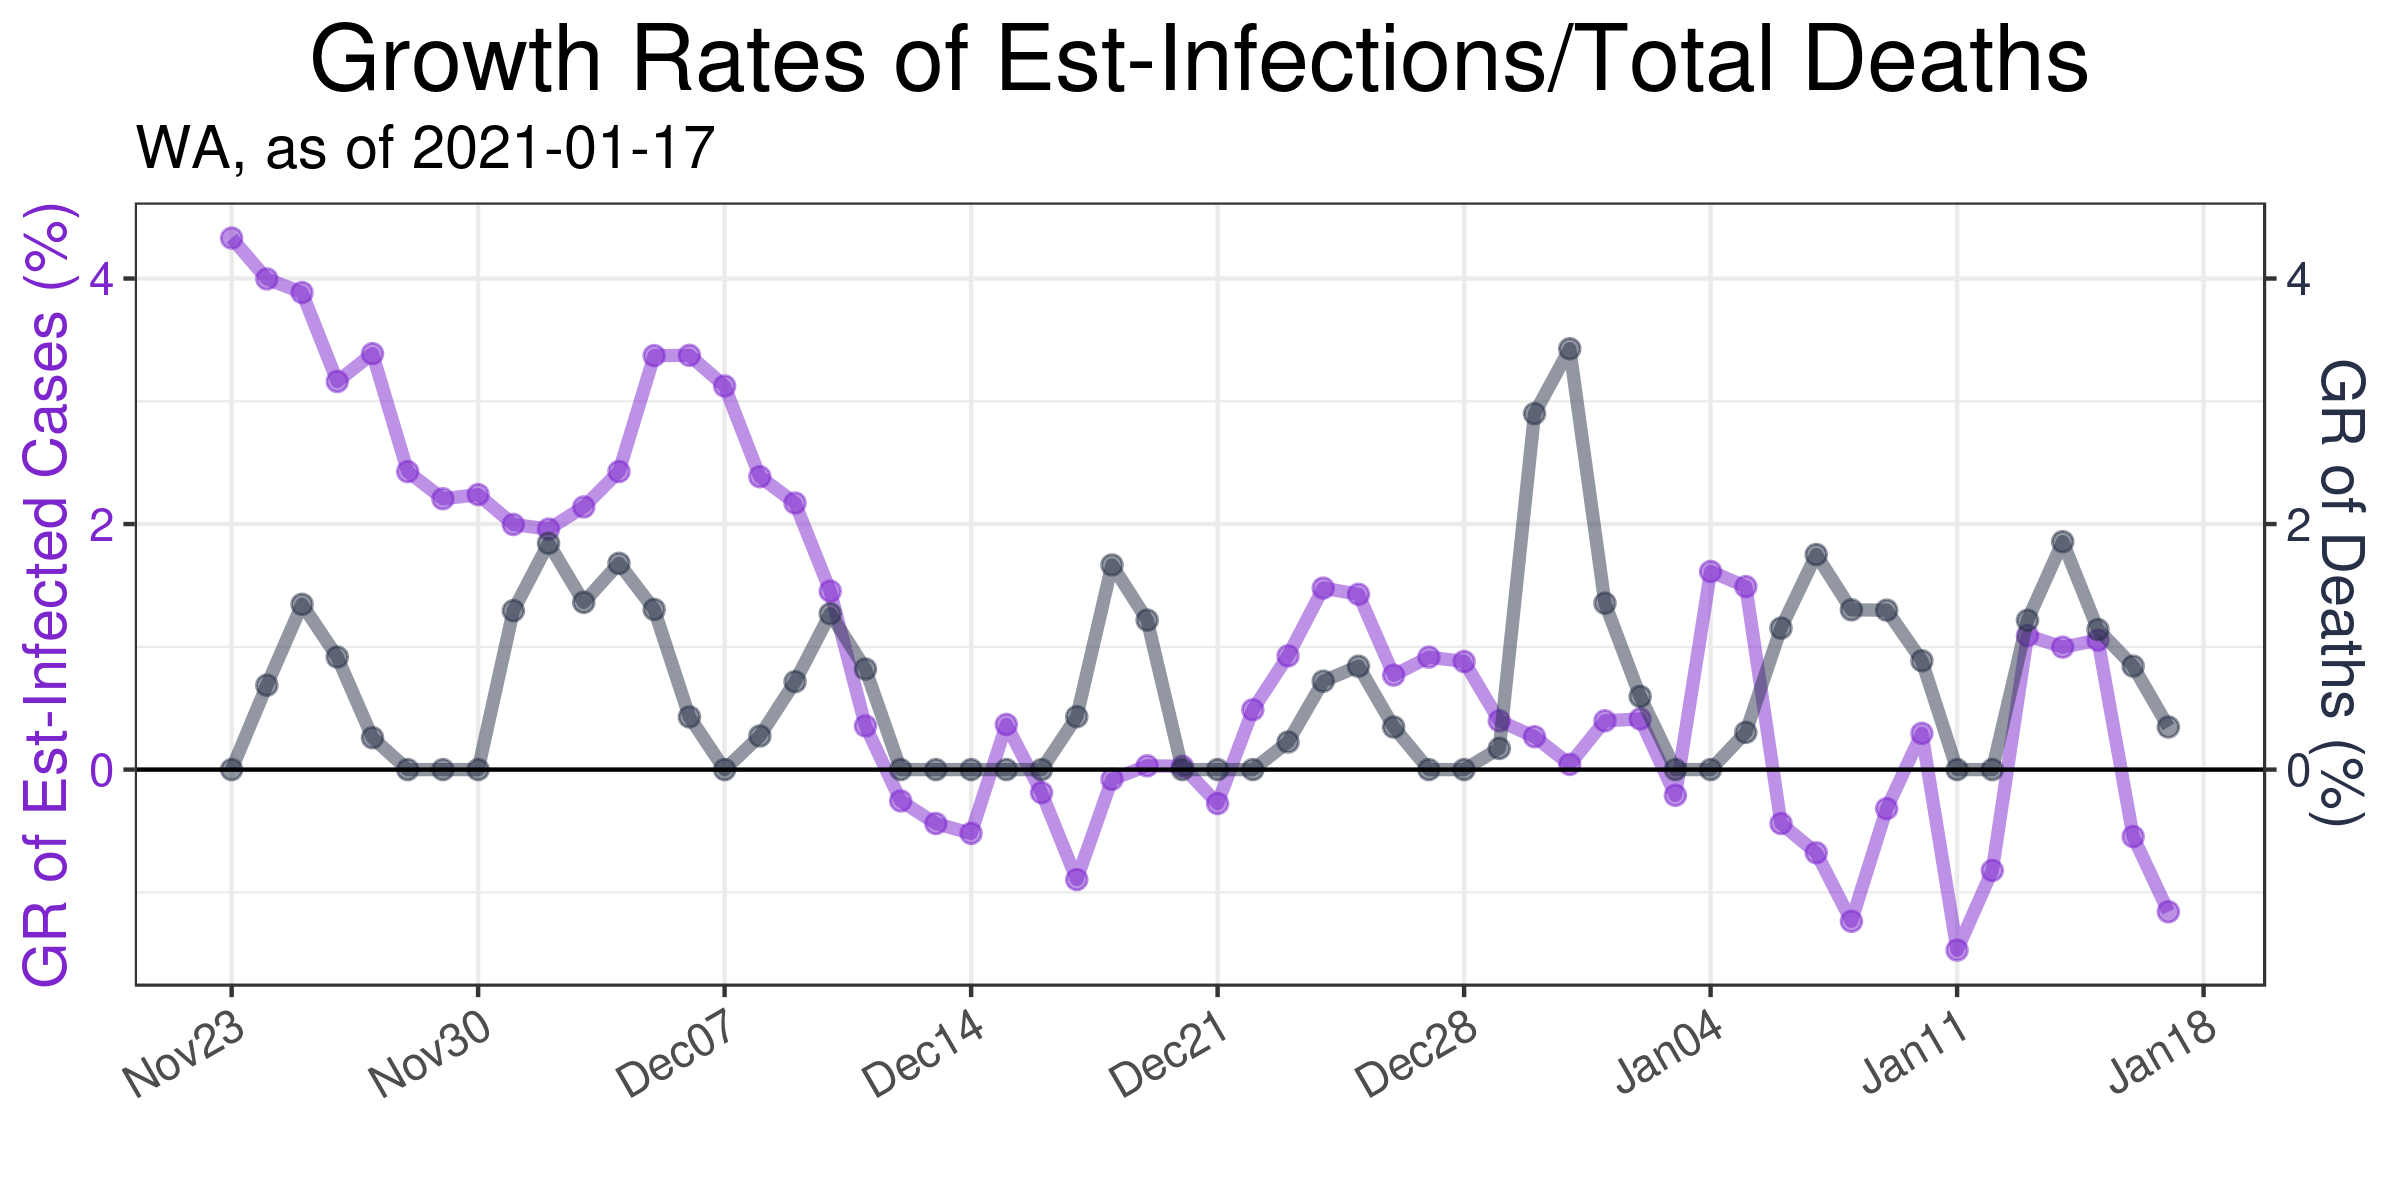 Growth Rates of Est-Infections/Total Deaths
WA, as of 2021-01-17
GR of Est-Infected Cases (%)
4
2
0
4
2
0
GR of Deaths (%)
Nov23
Nov30
Dec07
Dec14
Dec21
Dec28
Jan04
Jan11
Jan18